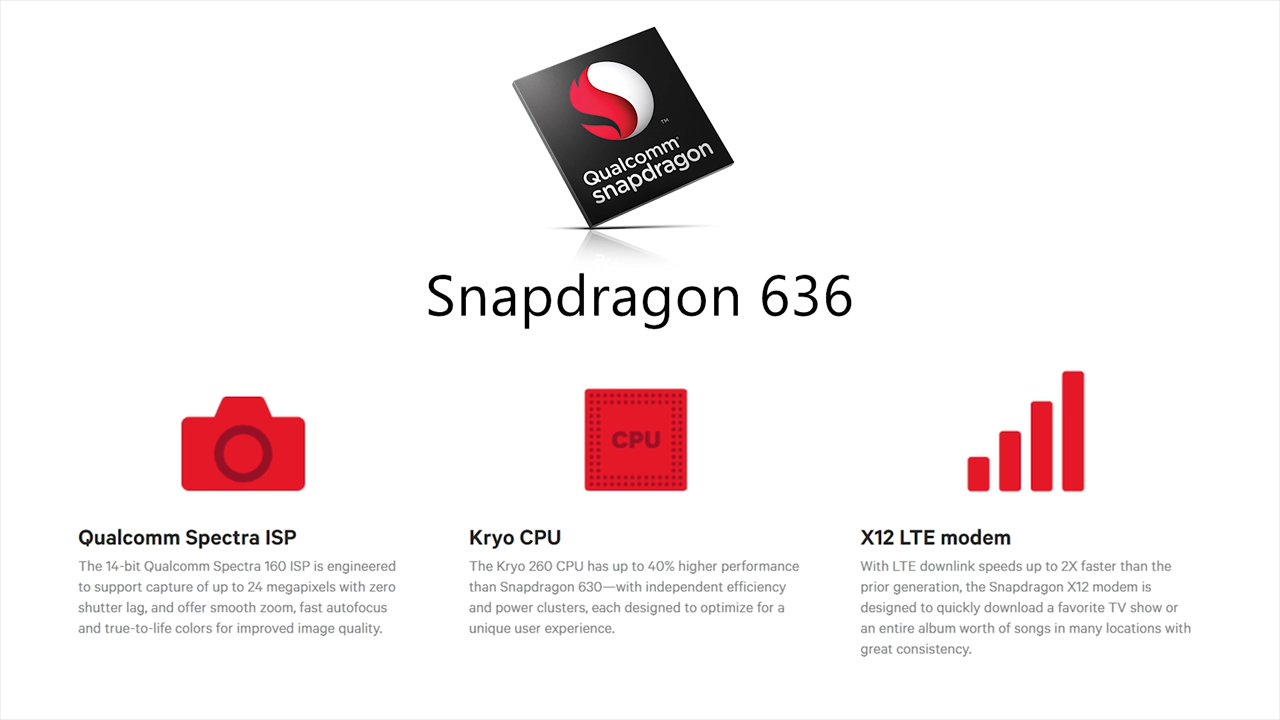 Qualcomm®
snapdragon
TM
Snapdragon 636
CPU
Qualcomm Spectra ISP
The 14-bit Qualcomm Spectra 160 ISP is engineered
to support capture of up to 24 megapixels with zero
shutter lag, and offer smooth zoom, fast autofocus
and true-to-life colors for improved image quality.
Kryo CPU
The Kryo 260 CPU has up to 40% higher performance
than Snapdragon 630—with independent efficiency
and power clusters, each designed to optimize for a
unique user experience.
X12 LTE modem
With LTE downlink speeds up to 2X faster than the
prior generation, the Snapdragon X12 modem is
designed to quickly download a favorite TV show or
an entire album worth of songs in many locations with
great consistency.